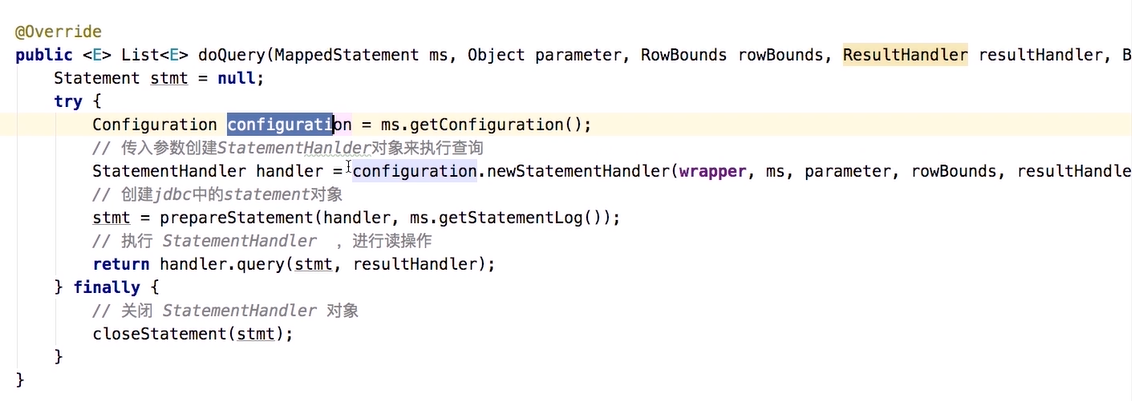 @Override
public <E> List<E> doQuery(MappedStatement ms, Object parameter, RowBounds rowBounds, ResultHandler resultHandler, B
Statement stmt = null;
try {
Configuration configuration = ms.getConfiguration();
// 传入参数创建StatementHanlder对象来执行查询
StatementHandler handler = configuration.newStatementHandler(wrapper, ms, parameter, rowBounds, resultHandle
// 创建jdbc中的statement对象
stmt = prepareStatement(handler, ms.getStatementLog());
// 执行 StatementHandler ，进行读操作
return handler.query(stmt, resultHandler);
} finally {
// 关闭 StatementHandler 对象
closeStatement(stmt);
}
}